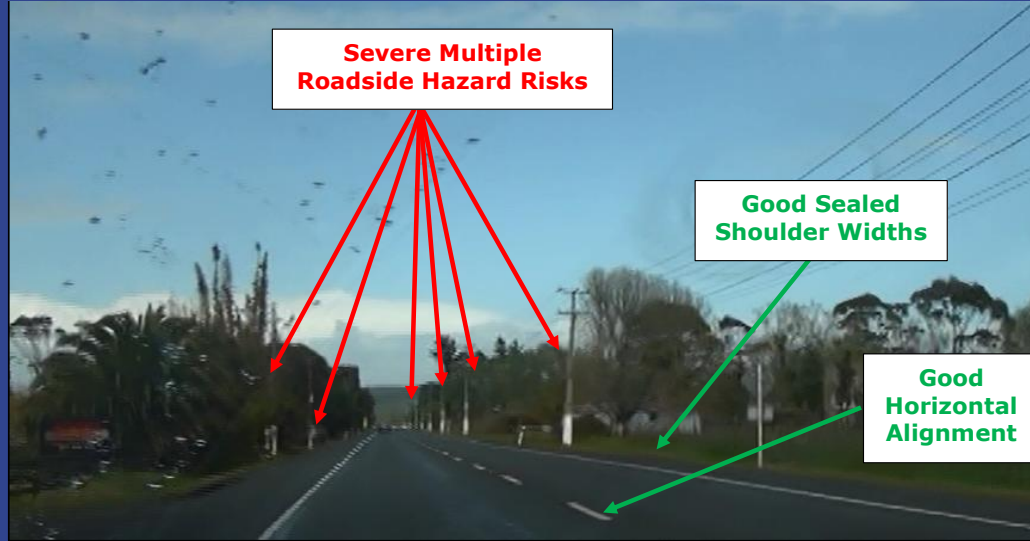 Severe Multiple
Roadside Hazard Risks
Good Sealed
Shoulder Widths
Good
Horizontal
Alignment